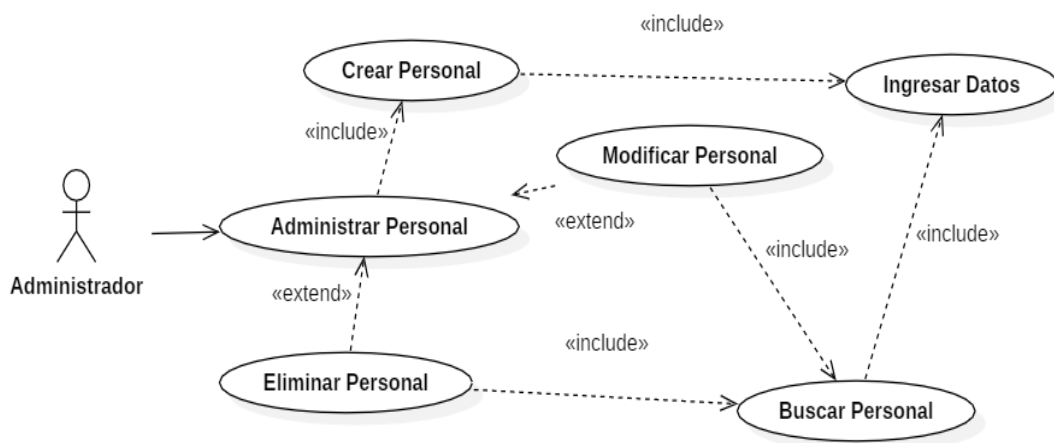 «include»
Crear Personal
Ingresar Datos
«include»
Modificar Personal
Administrar Personal
«extend»
«include»
«include»
Administrador
«extend»
«include»
Eliminar Personal
Buscar Personal